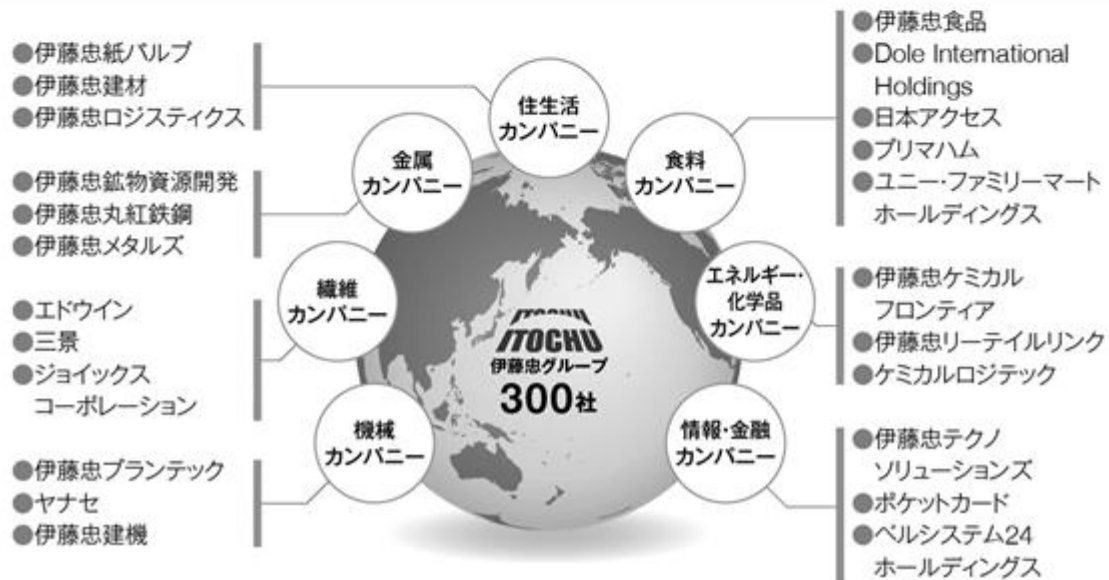 ●伊藤忠紙パルプ
●伊藤忠建材
●伊藤忠ロジスティクス
住生活
カンパニー
●伊藤忠鉱物資源開発
●伊藤忠丸紅鉄鋼
●伊藤忠メタルズ
金属
カンパニー
●エドウイン
●三景
●ジョイックス
コーポレーション
繊維
カンパニー
●伊藤忠プランテック
●ヤナセ
●伊藤忠建機
機械
カンパニー
ITOCHU
ITOCHU
伊藤忠グループ
300社
食料
カンパニー
●伊藤忠食品
●Dole International
Holdings
●日本アクセス
●プリマハム
●ユニー・ファミリーマート
ホールディングス
エネルギー・
化学品
カンパニー
●伊藤忠ケミカル
フロンティア
●伊藤忠リーテイルリンク
●ケミカルロジテック
情報・金融
カンパニー
●伊藤忠テクノ
ソリューションズ
●ポケットカード
●ベルシステム24
ホールディングス